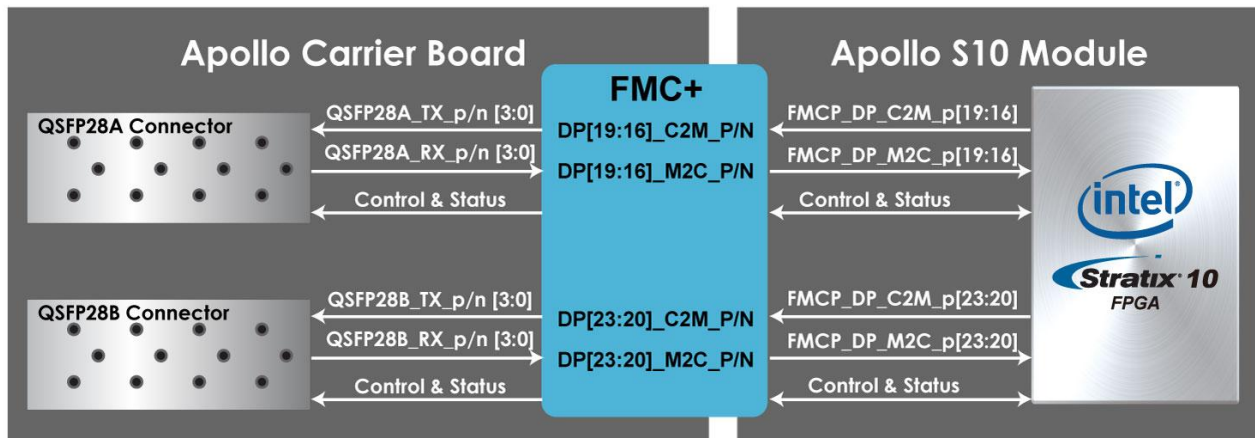 Apollo Carrier Board
Apollo S10 Module
FMC+
QSFP28A Connector
QSFP28A_TX_p/n [3:0]
DP[19:16]_C2M_P/N
FMCP_DP_C2M_p[19:16]
QSFP28A_RX_p/n [3:0]
DP[19:16]_M2C_P/N
FMCP_DP_M2C_p[19:16]
Control & Status
Control & Status
intel®
Stratix® 10
FPGA
QSFP28B Connector
QSFP28B_TX_p/n [3:0]
DP[23:20]_C2M_P/N
FMCP_DP_C2M_p[23:20]
QSFP28B_RX_p/n [3:0]
DP[23:20]_M2C_P/N
FMCP_DP_M2C_p[23:20]
Control & Status
Control & Status